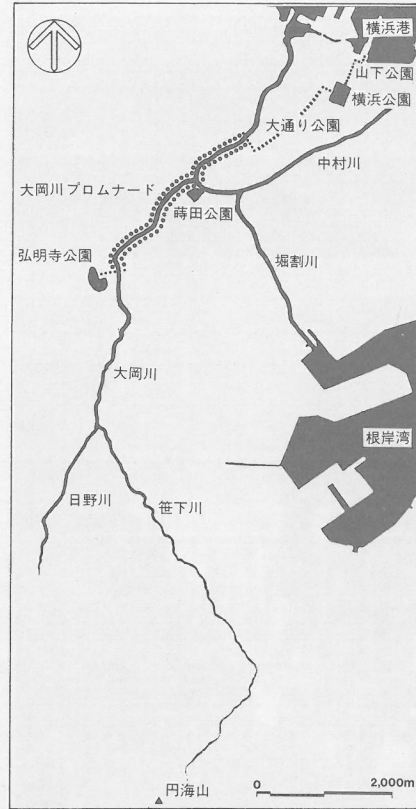 横浜港
山下公園
横浜公園
大通り公園
中村川
大岡川プロムナード
蒔田公園
弘明寺公園
堀割川
大岡川
根岸湾
日野川
笹下川
円海山
0 2,000m